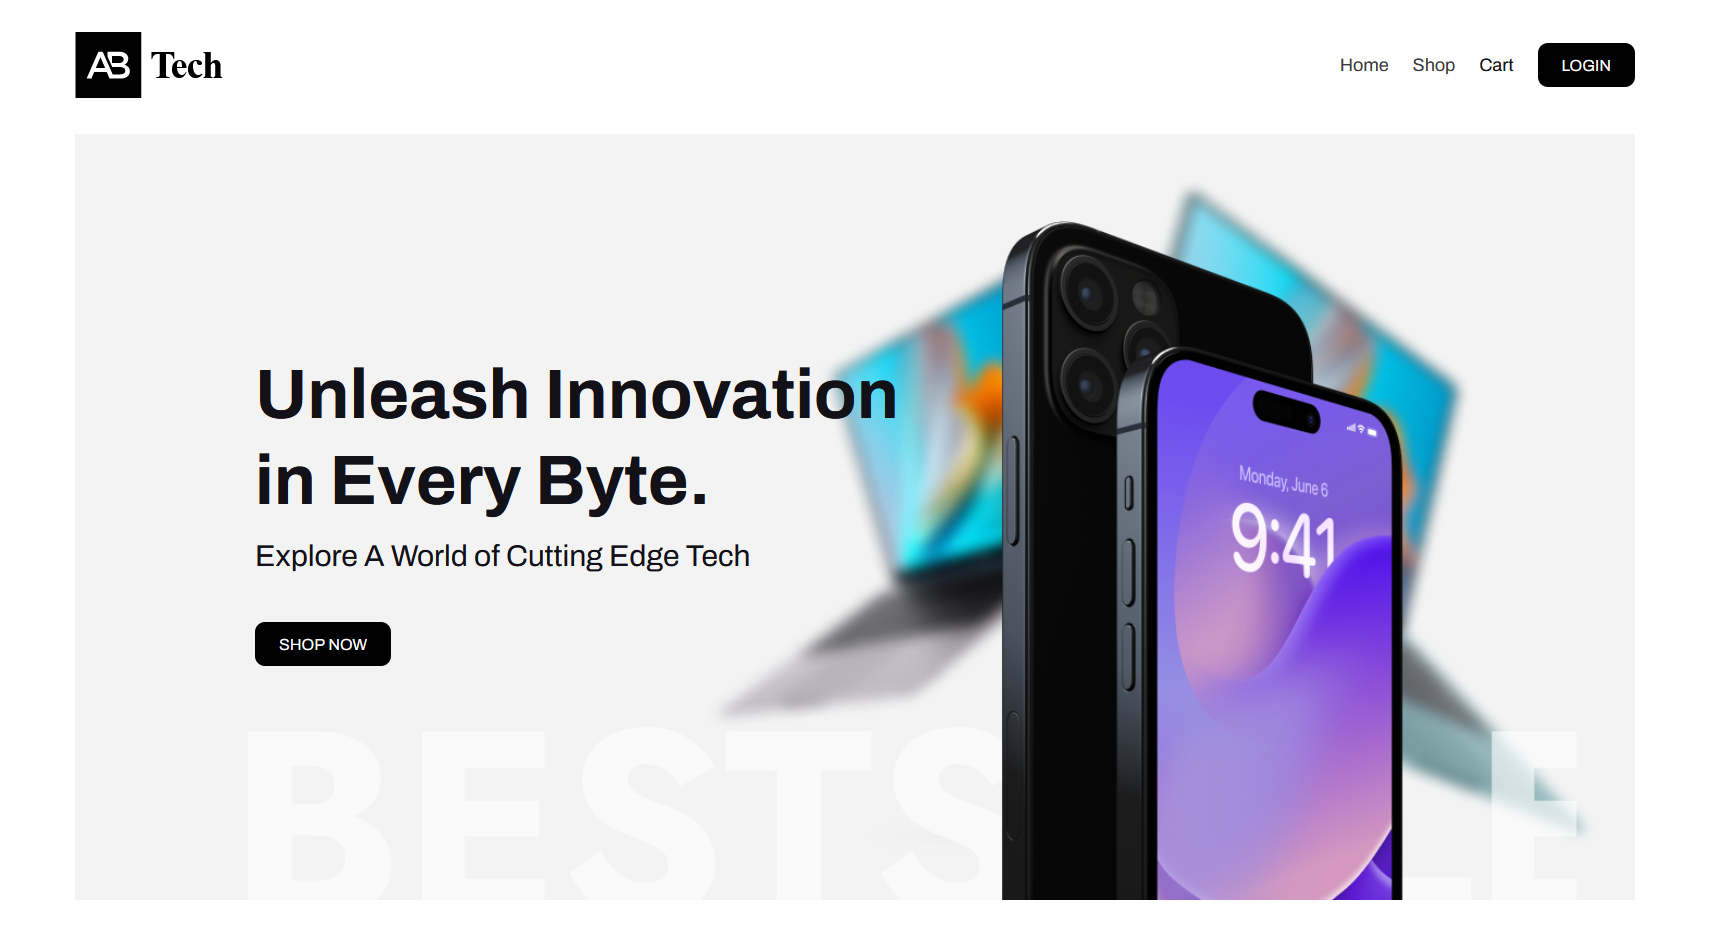 AB Tech
Home Shop Cart LOGIN
Unleash Innovation
in Every Byte.
Explore A World of Cutting Edge Tech
SHOP NOW
Monday, June 6
9:41
BESTS LE